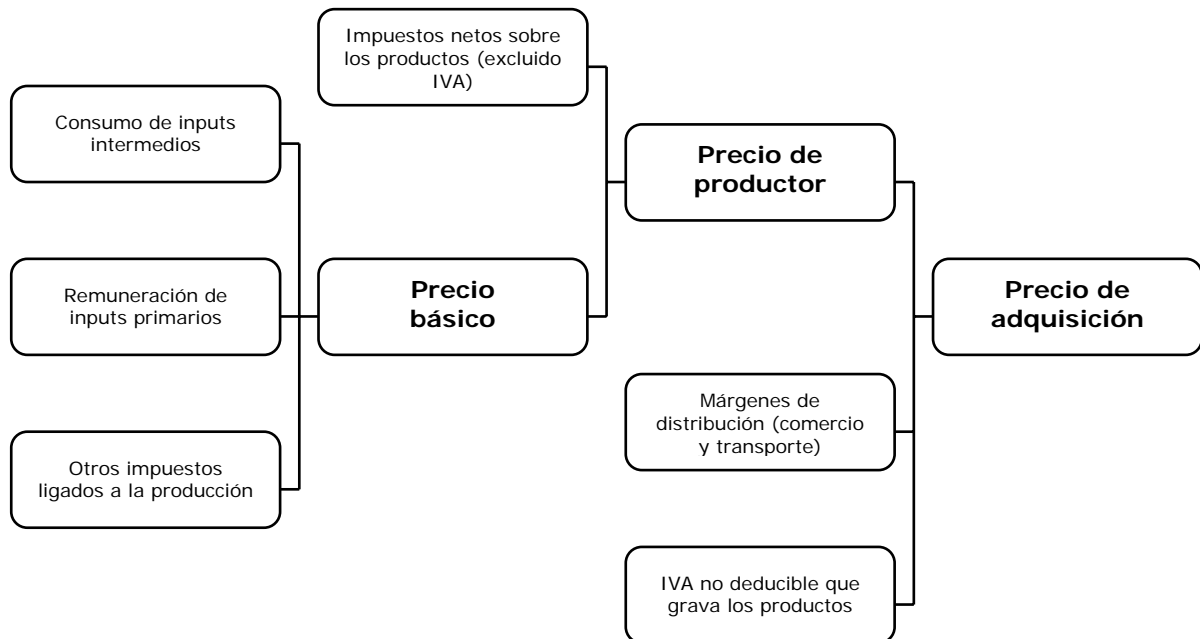 Impuestos netos sobre
los productos (excluido
IVA)
Consumo de inputs
intermedios
Precio de
productor
Remuneración de
inputs primarios
Precio
básico
Precio de
adquisición
Márgenes de
distribución (comercio
y transporte)
Otros impuestos
ligados a la producción
IVA no deducible que
grava los productos